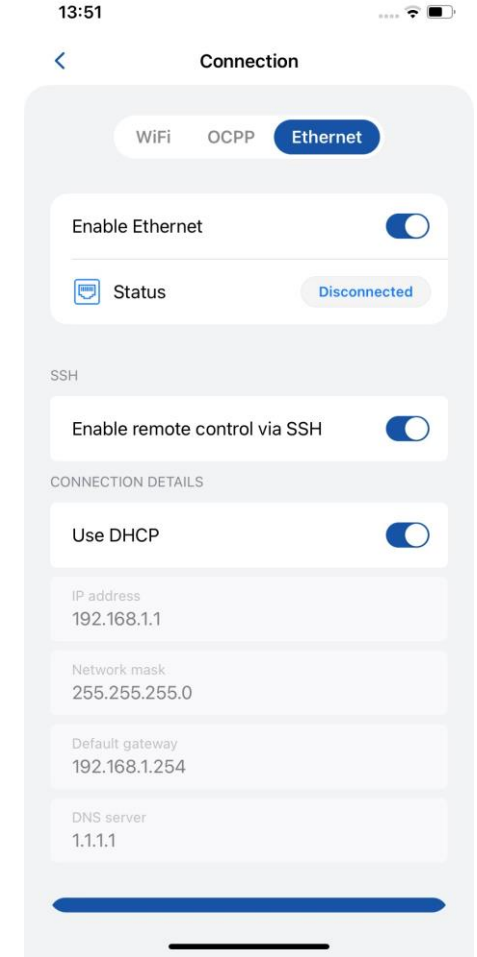 13:51
Connection
WiFi OCPP Ethernet
Enable Ethernet
Status Disconnected
SSH
Enable remote control via SSH
CONNECTION DETAILS
Use DHCP
IP address
192.168.1.1
Network mask
255.255.255.0
Default gateway
192.168.1.254
DNS server
1.1.1.1